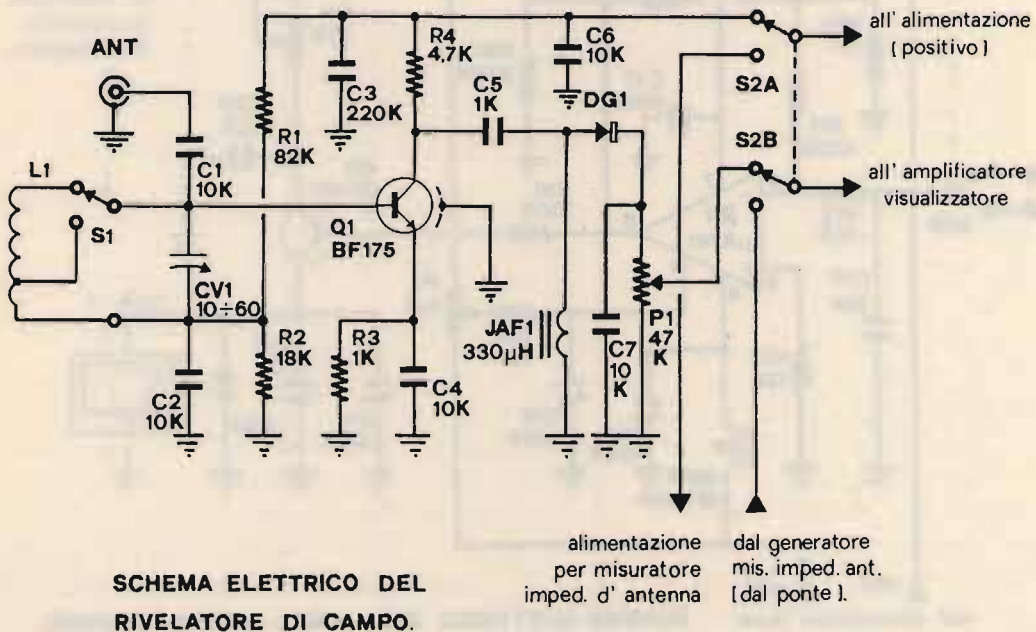 ANT
L1
S1
C1
10K
CV1
10÷60
C2
10K
R1
82K
R2
18K
C3
220K
R4
4,7K
Q1
BF175
R3
1K
C4
10K
C5
1K
C6
10K
DG1
JAF1
330µH
C7
10
K
P1
47
K
S2A
S2B
all'alimentazione
[positivo]
all'amplificatore
visualizzatore
alimentazione
per misuratore
imped. d'antenna
dal generatore
mis. imped. ant.
[dal ponte].
SCHEMA ELETTRICO DEL
RIVELATORE DI CAMPO.